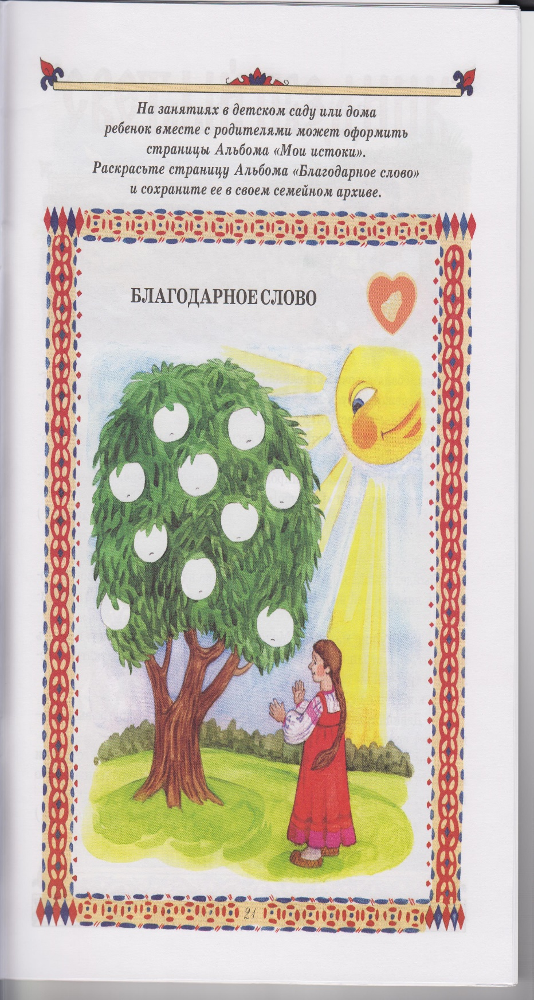 На занятиях в детском саду или дома
ребенок вместе с родителями может оформить
страницы Альбома «Мои истоки».
Раскрасьте страницу Альбома «Благодарное слово»
и сохраните ее в своем семейном архиве.
БЛАГОДАРНОЕ СЛОВО
21